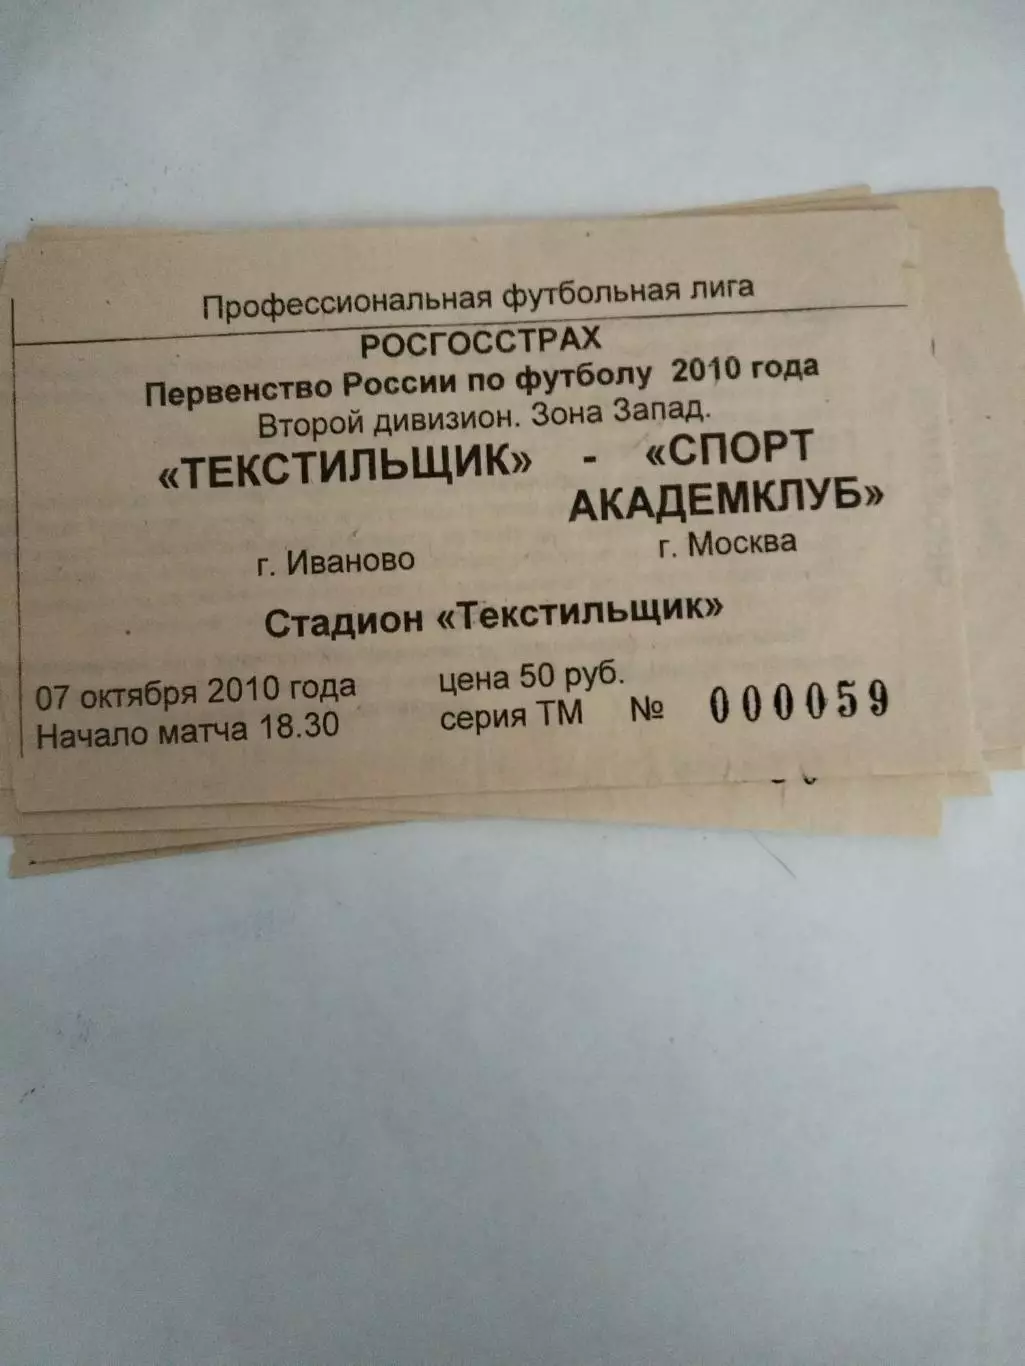 Профессиональная футбольная лига
РОСГОССТРАХ
Первенство России по футболу 2010 года
Второй дивизион. Зона Запад.
«ТЕКСТИЛЬЩИК» - «СПОРТ
АКАДЕМКЛУБ»
г. Иваново г. Москва
Стадион «Текстильщик»
07 октября 2010 года цена 50 руб.
Начало матча 18.30 серия ТМ № 000059